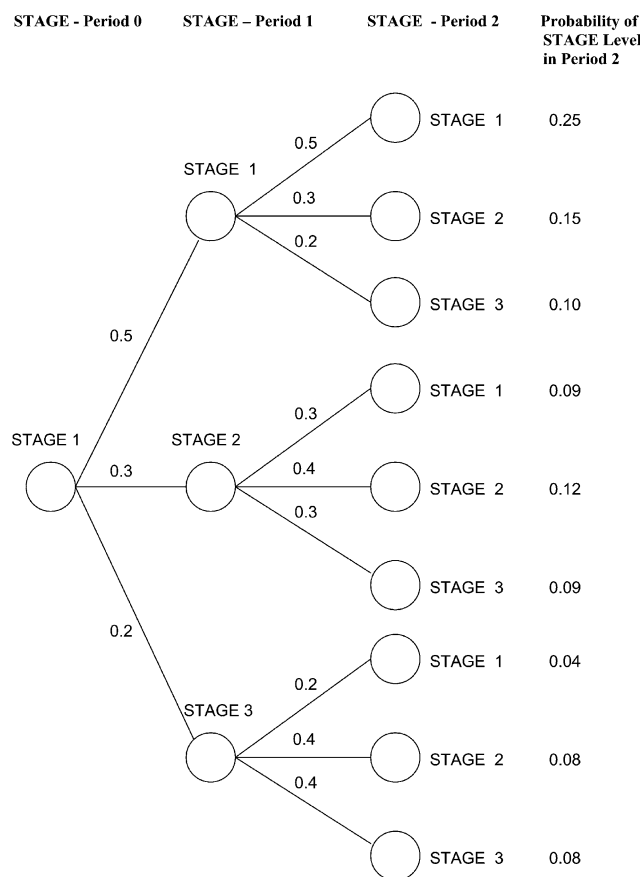 STAGE - Period 0 STAGE – Period 1 STAGE - Period 2 Probability of
STAGE Level
in Period 2
STAGE 1 0.25
0.5
STAGE 1
0.3
STAGE 2 0.15
0.2
STAGE 3 0.10
0.5
STAGE 1 0.09
0.3
STAGE 1 STAGE 2
0.3 0.4
STAGE 2 0.12
0.3
STAGE 3 0.09
0.2
STAGE 1 0.04
0.2
STAGE 3
0.4
STAGE 2 0.08
0.4
STAGE 3 0.08